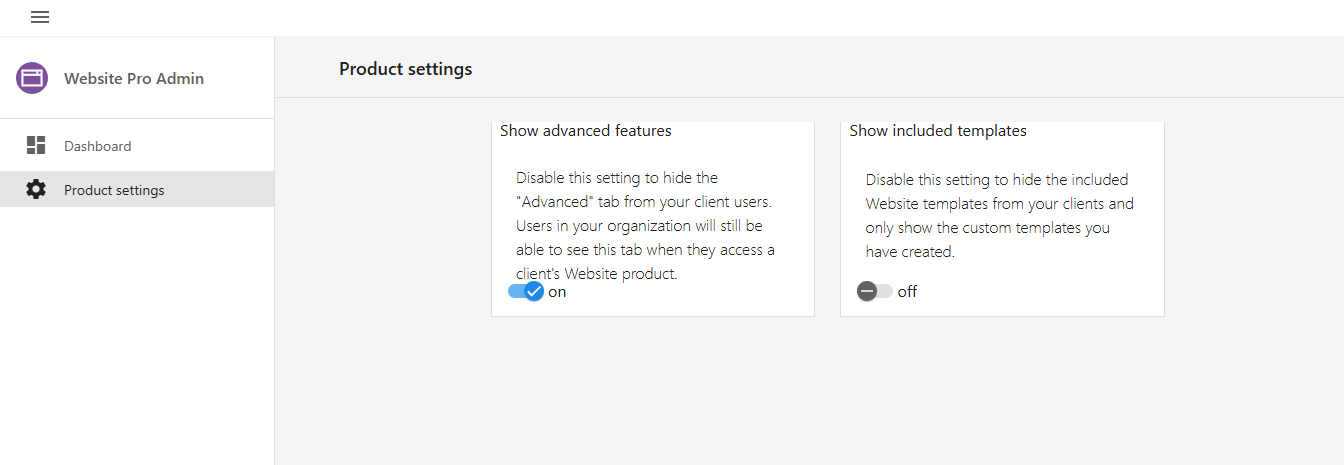 Website Pro Admin
Dashboard
Product settings
Product settings
Show advanced features
Disable this setting to hide the
"Advanced" tab from your client users.
Users in your organization will still be
able to see this tab when they access a
client's Website product.
on
Show included templates
Disable this setting to hide the included
Website templates from your clients and
only show the custom templates you
have created.
off